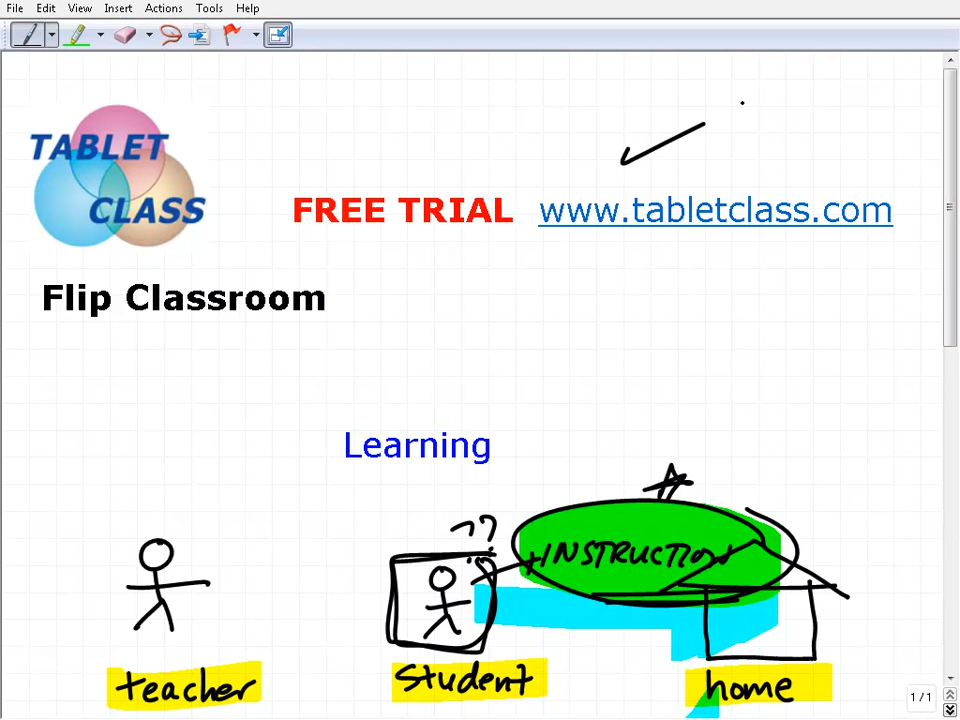 File Edit View Insert Actions Tools Help
TABLET
CLASS
FREE TRIAL www.tabletclass.com
Flip Classroom
Learning
??
INSTRUCTION
teacher student home
1 / 1